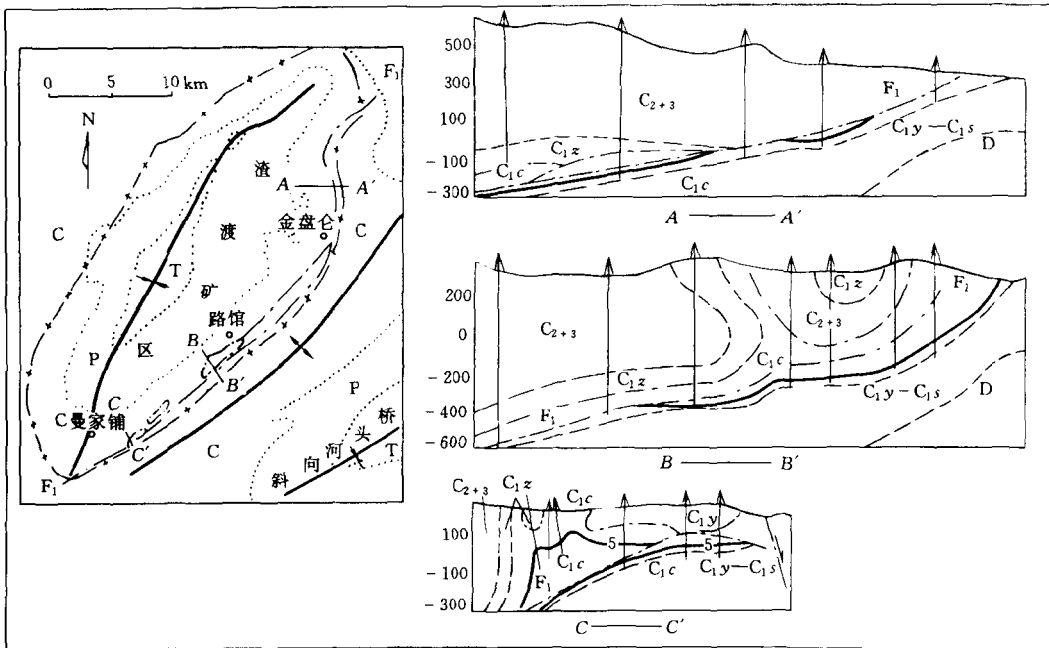 0 5 10 km
N
F₁
渣
A A′
C
渡
金盘仑
C
T
矿
路馆
P
区
B
B′
P
C
C
曼家铺
C′
C
桥
头
河
向
斜
T
F₁
500
300
100
-100
-300
C₂₊₃
F₁
C₁z
C₁y—C₁s
D
C₁c
C₁c
A ——— A′
200
0
-200
-400
-600
C₂₊₃
C₁z
C₂₊₃
F₁
C₁c
C₁z
C₁y—C₁s
D
F₁
B ——— B′
C₂₊₃
C₁z
C₁c
100
-100
-300
C₁y
5
5
C₁c
F₁
C₁c
C₁y—C₁s
C ——— C′